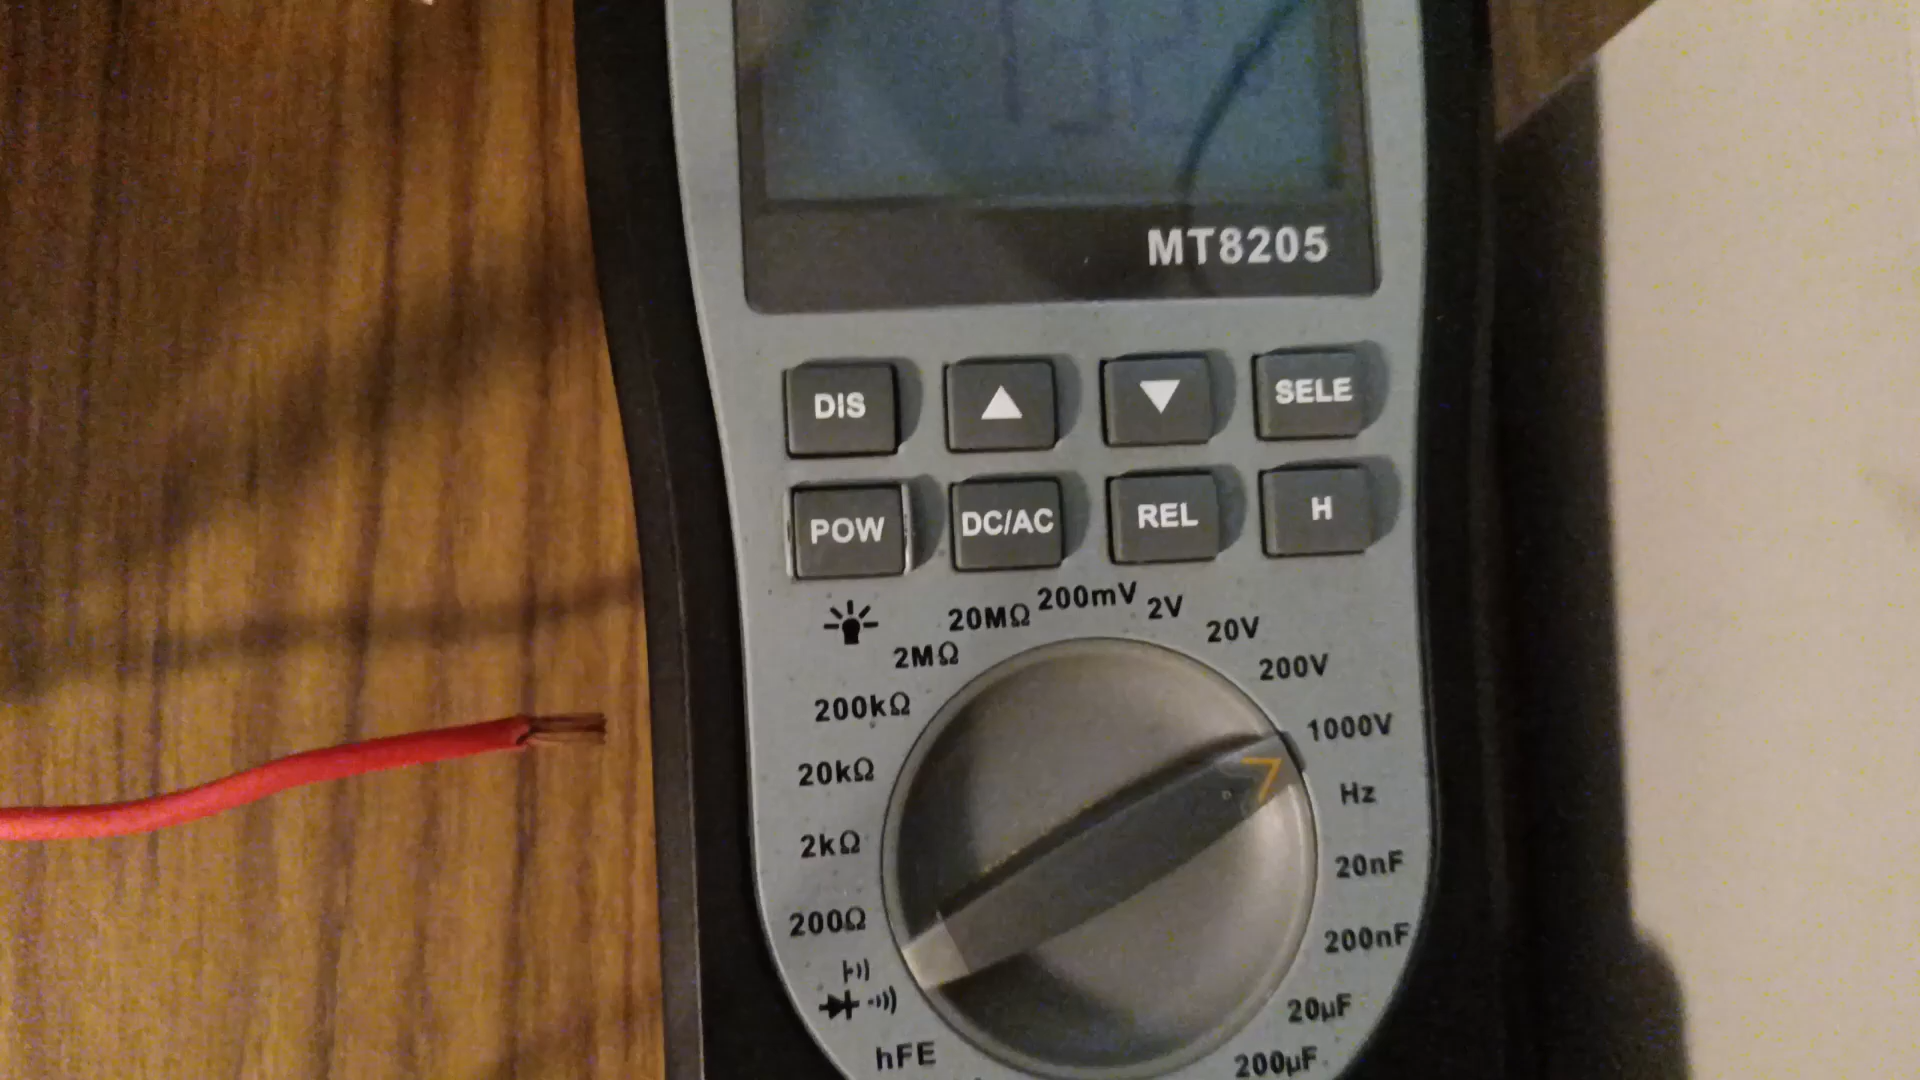 MT8205
DIS ▲ ▼ SELE
POW DC/AC REL H
20MΩ 200mV 2V
2MΩ 20V
200kΩ 200V
20kΩ 1000V
2kΩ Hz
200Ω 20nF
200nF
hFE 20µF
200µF